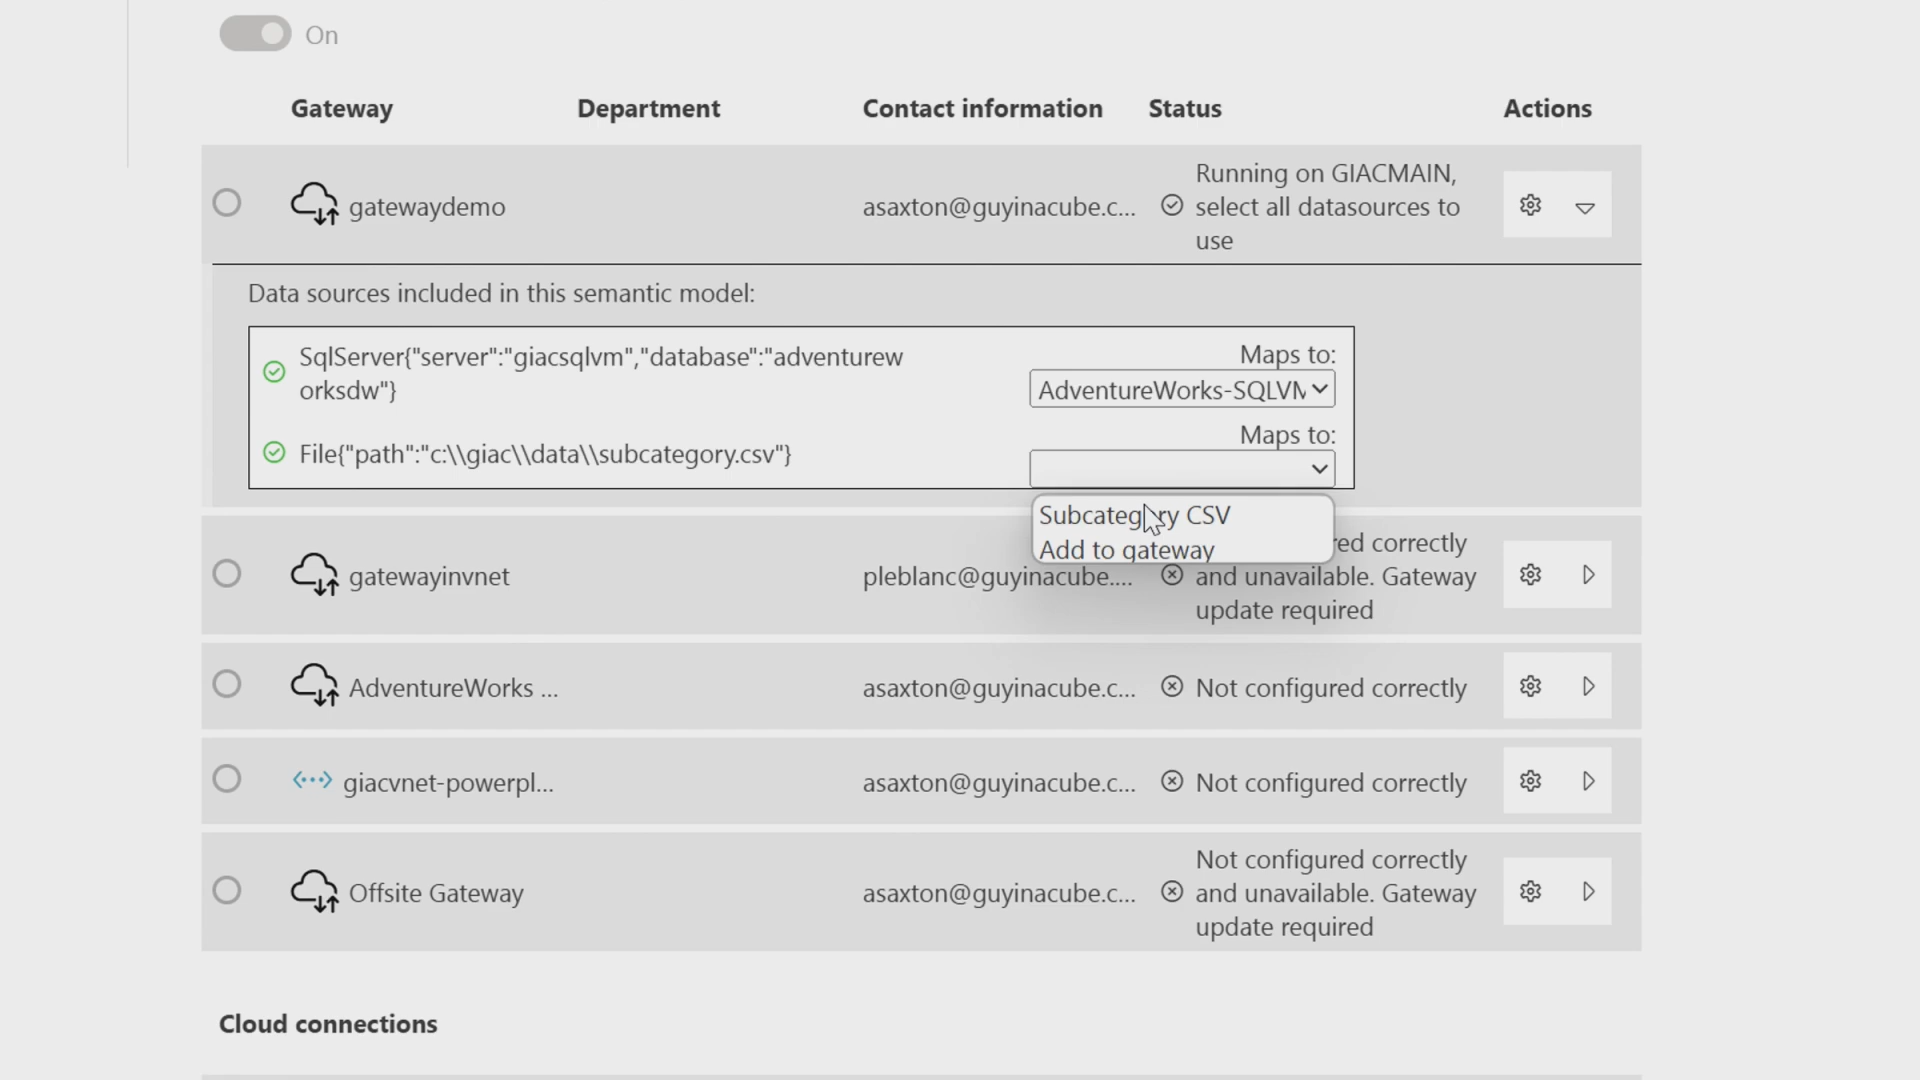 On
Gateway Department Contact information Status Actions
gatewaydemo asaxton@guyinacube.c... Running on GIACMAIN,
select all datasources to
use
Data sources included in this semantic model:
SqlServer{"server":"giacsqlvm","database":"adventurew
orksdw"}
Maps to:
AdventureWorks-SQLVM
File{"path":"c:\\giac\\data\\subcategory.csv"}
Maps to:
Subcategory CSV
Add to gateway
gatewayinvnet pleblanc@guyinacube.... correctly
and unavailable. Gateway
update required
AdventureWorks ... asaxton@guyinacube.c... Not configured correctly
giacvnet-powerpl... asaxton@guyinacube.c... Not configured correctly
Offsite Gateway asaxton@guyinacube.c... Not configured correctly
and unavailable. Gateway
update required
Cloud connections